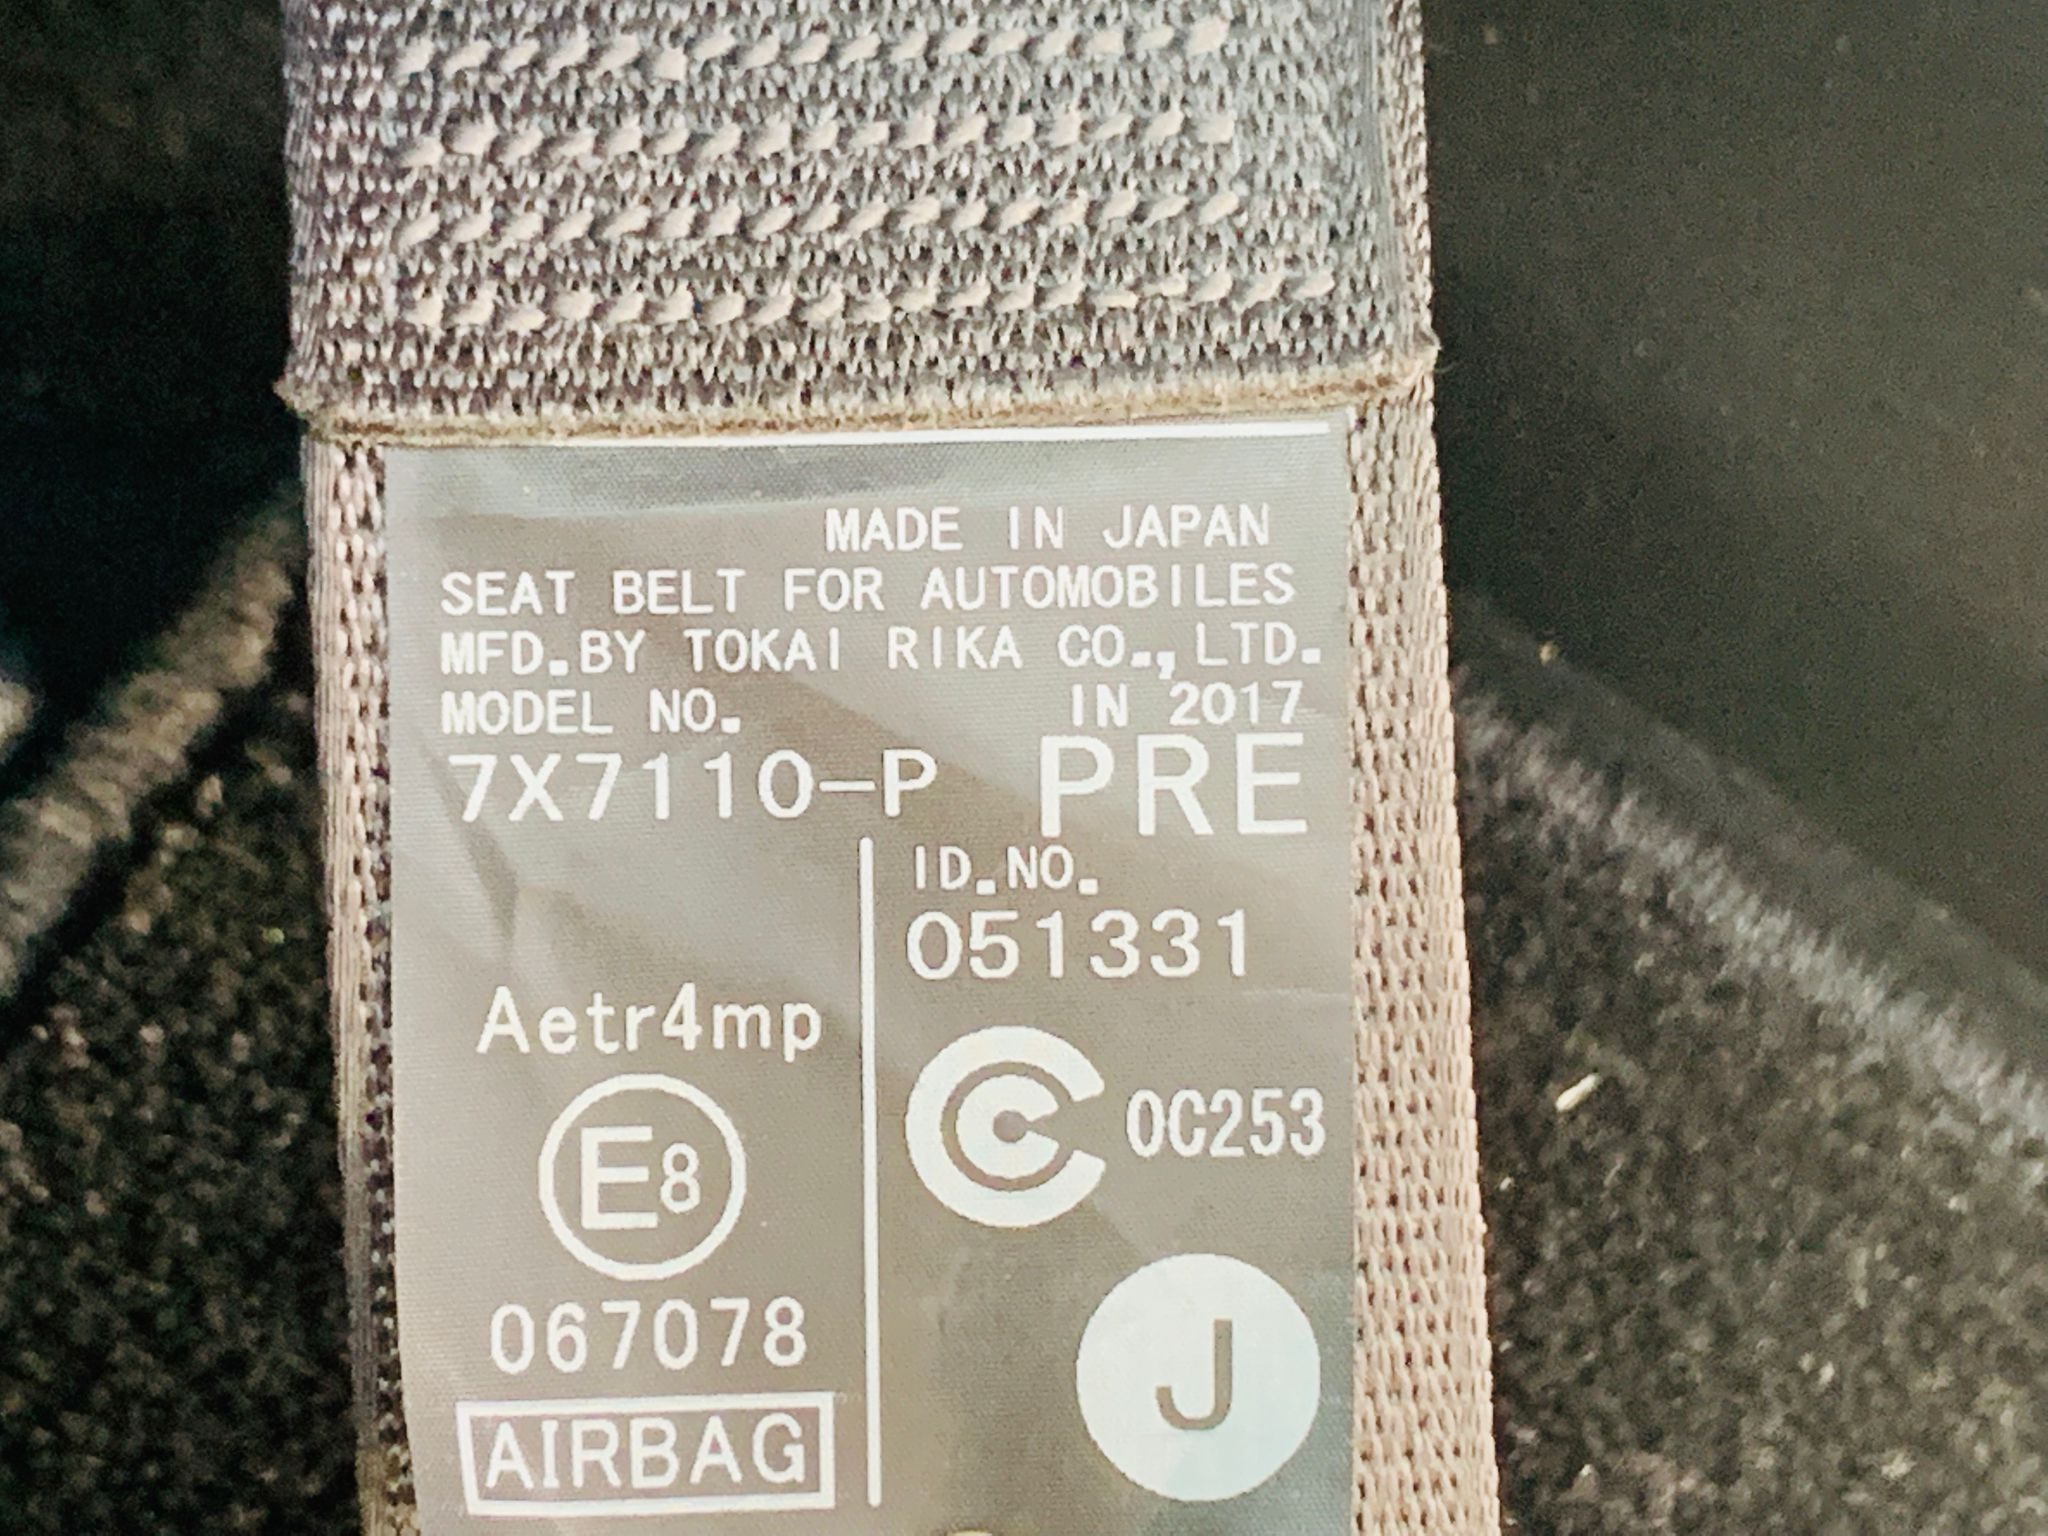 MADE IN JAPAN
SEAT BELT FOR AUTOMOBILES
MFD.BY TOKAI RIKA CO.,LTD.
MODEL NO. IN 2017
7X7110-P PRE
ID.NO.
051331
Aetr4mp
E8
067078
AIRBAG
C 0C253
J